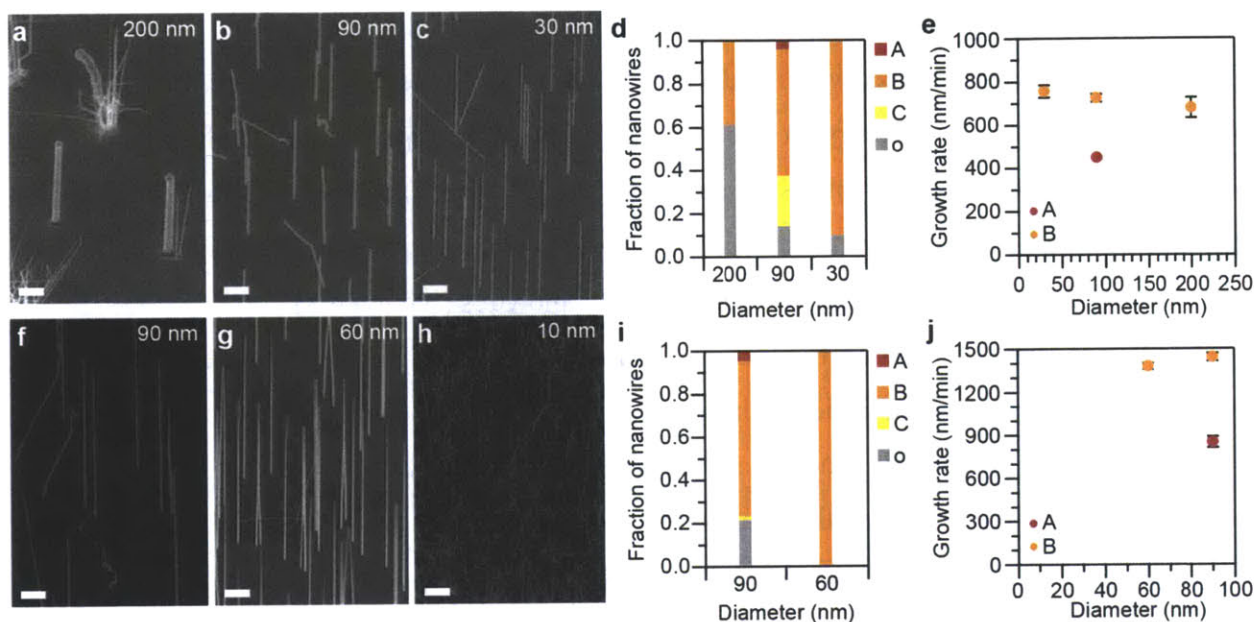 a 200 nm
b 90 nm
c 30 nm
d
Fraction of nanowires
1.0
0.8
0.6
0.4
0.2
0.0
200 90 30
Diameter (nm)
A
B
C
o
e
Growth rate (nm/min)
1000
800
600
400
200
0
A
B
0 50 100 150 200 250
Diameter (nm)
f 90 nm
g 60 nm
h 10 nm
i
Fraction of nanowires
1.0
0.8
0.6
0.4
0.2
0.0
90 60
Diameter (nm)
A
B
C
o
j
Growth rate (nm/min)
1500
1200
900
600
300
0
A
B
0 20 40 60 80 100
Diameter (nm)